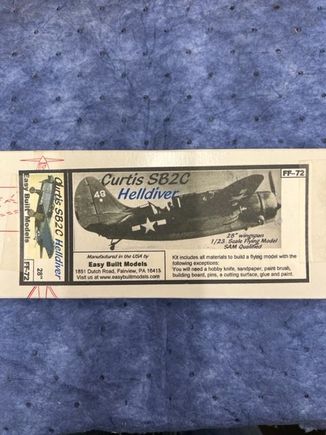 Curtis SB2C Helldiver
Easy Built Models
28"
FF-72
Curtis SB2C
Helldiver
FF-72
49
28" wingspan
1/23 Scale Flying Model
SAM Qualified
Manufactured in the USA by
Easy Built Models
1851 Dutch Road, Fairview, PA 16415
Visit us at www.easybuiltmodels.com
Kit includes all materials to build a flying model with the
following exceptions:
You will need a hobby knife, sandpaper, paint brush,
building board, pins, a cutting surface, glue and paint.